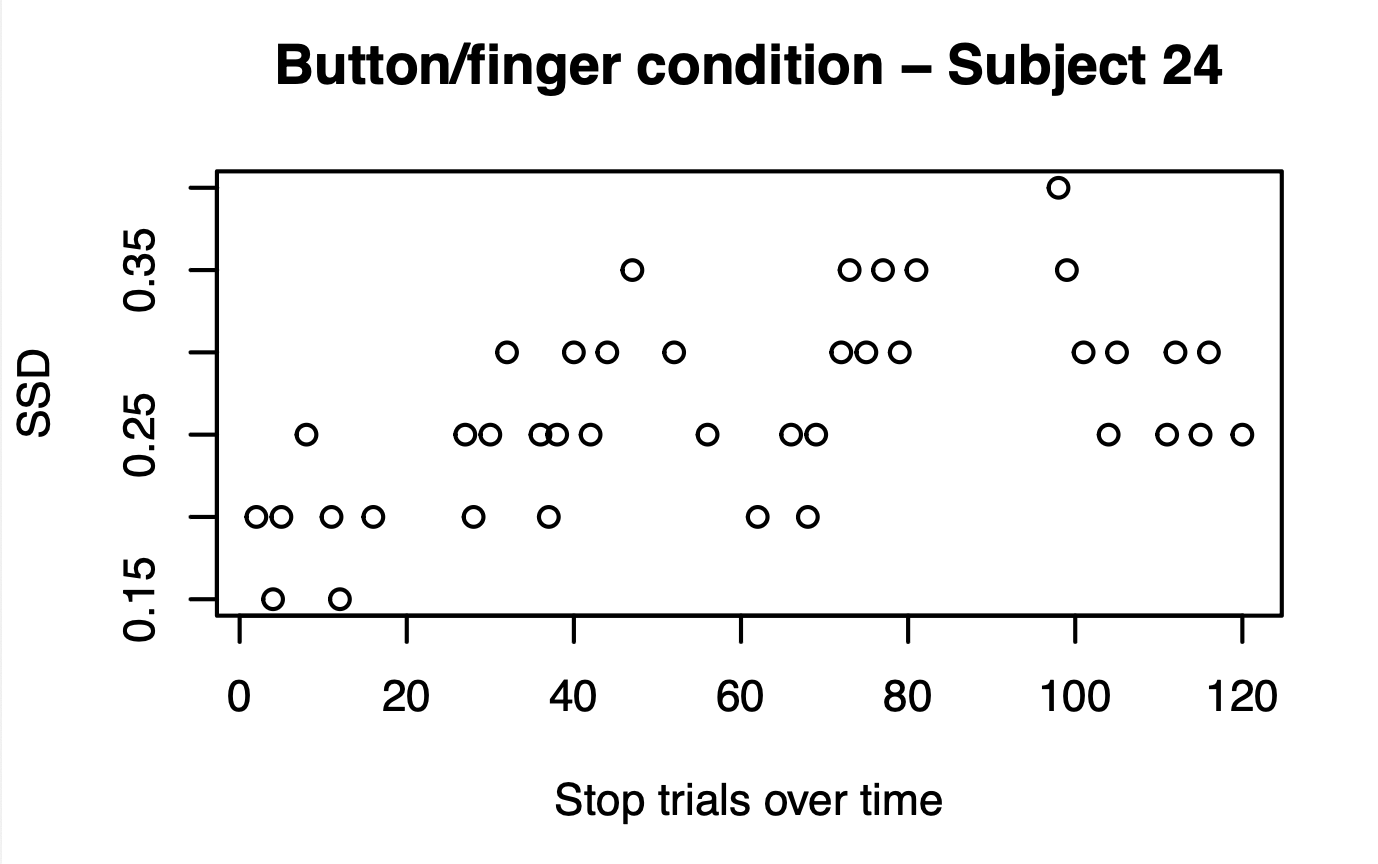 Button/finger condition – Subject 24
SSD
0.35
0.25
0.15
0 20 40 60 80 100 120
Stop trials over time